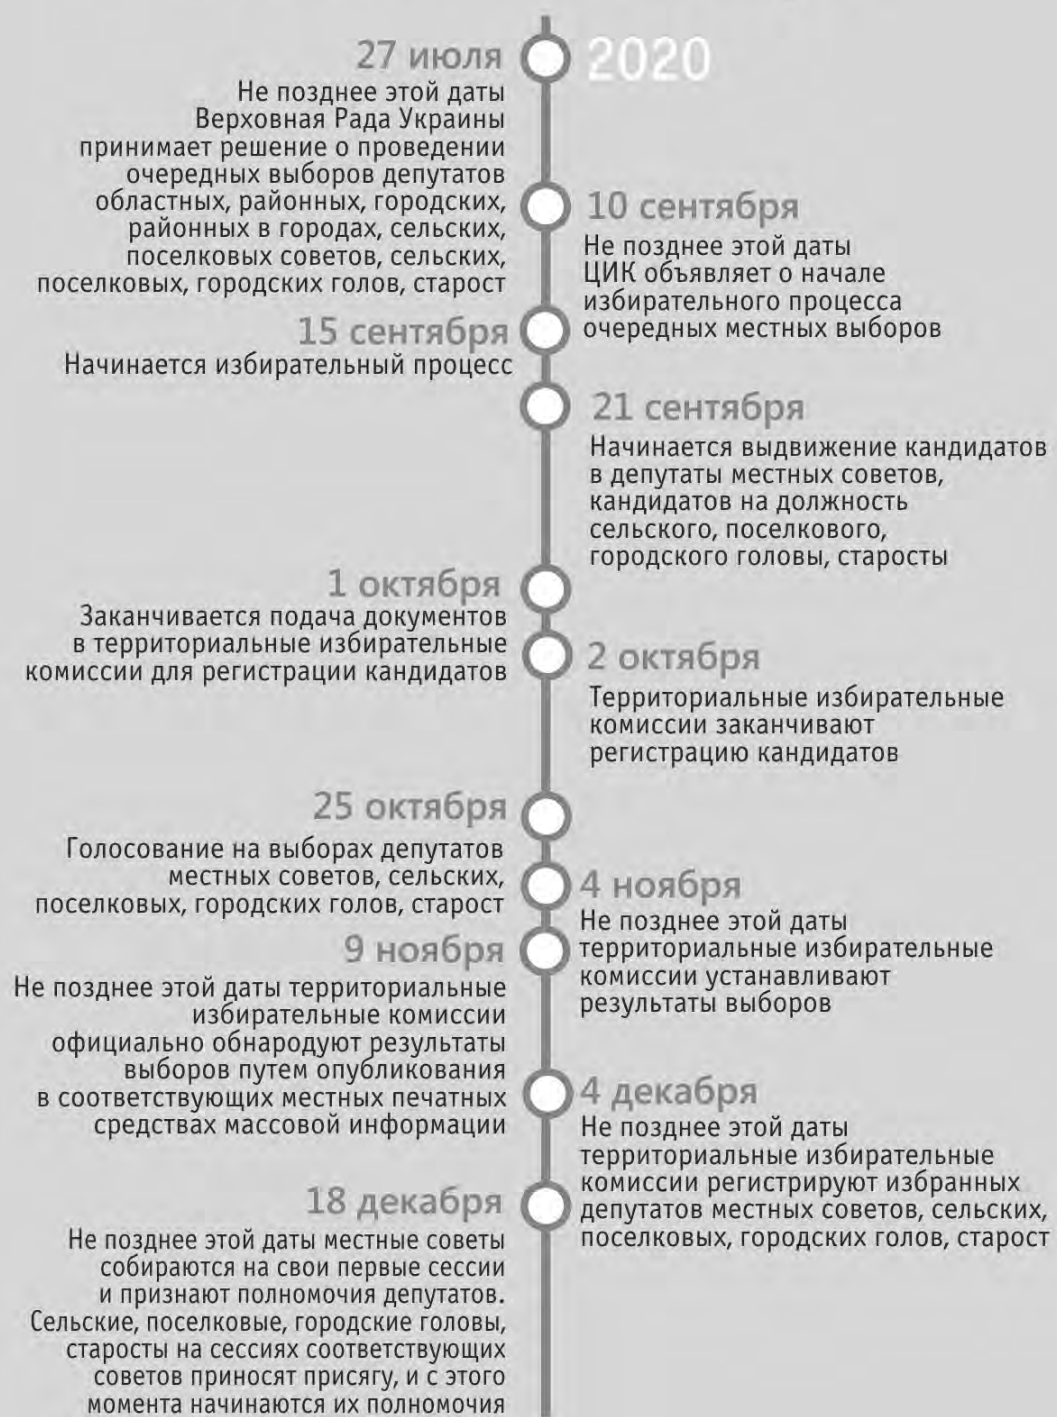 2020
27 июля
Не позднее этой даты
Верховная Рада Украины
принимает решение о проведении
очередных выборов депутатов
областных, районных, городских,
районных в городах, сельских,
поселковых советов, сельских,
поселковых, городских голов, старост
10 сентября
Не позднее этой даты
ЦИК объявляет о начале
избирательного процесса
очередных местных выборов
15 сентября
Начинается избирательный процесс
21 сентября
Начинается выдвижение кандидатов
в депутаты местных советов,
кандидатов на должность
сельского, поселкового,
городского головы, старосты
1 октября
Заканчивается подача документов
в территориальные избирательные
комиссии для регистрации кандидатов
2 октября
Территориальные избирательные
комиссии заканчивают
регистрацию кандидатов
25 октября
Голосование на выборах депутатов
местных советов, сельских,
поселковых, городских голов, старост
4 ноября
Не позднее этой даты
территориальные избирательные
комиссии устанавливают
результаты выборов
9 ноября
Не позднее этой даты территориальные
избирательные комиссии
официально обнародуют результаты
выборов путем опубликования
в соответствующих местных печатных
средствах массовой информации
4 декабря
Не позднее этой даты
территориальные избирательные
комиссии регистрируют избранных
депутатов местных советов, сельских,
поселковых, городских голов, старост
18 декабря
Не позднее этой даты местные советы
собираются на свои первые сессии
и признают полномочия депутатов.
Сельские, поселковые, городские головы,
старосты на сессиях соответствующих
советов приносят присягу, и с этого
момента начинаются их полномочия